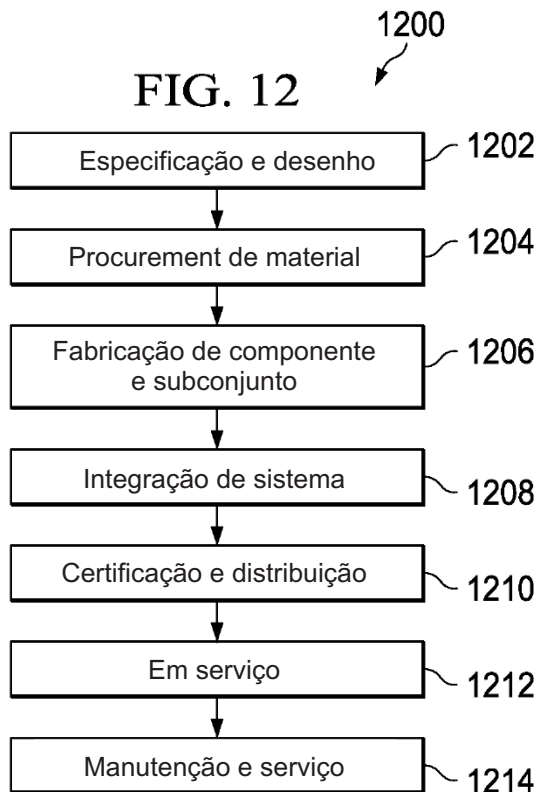 1200
FIG. 12
Especificação e desenho
1202
Procurement de material
1204
Fabricação de componente
e subconjunto
1206
Integração de sistema
1208
Certificação e distribuição
1210
Em serviço
1212
Manutenção e serviço
1214